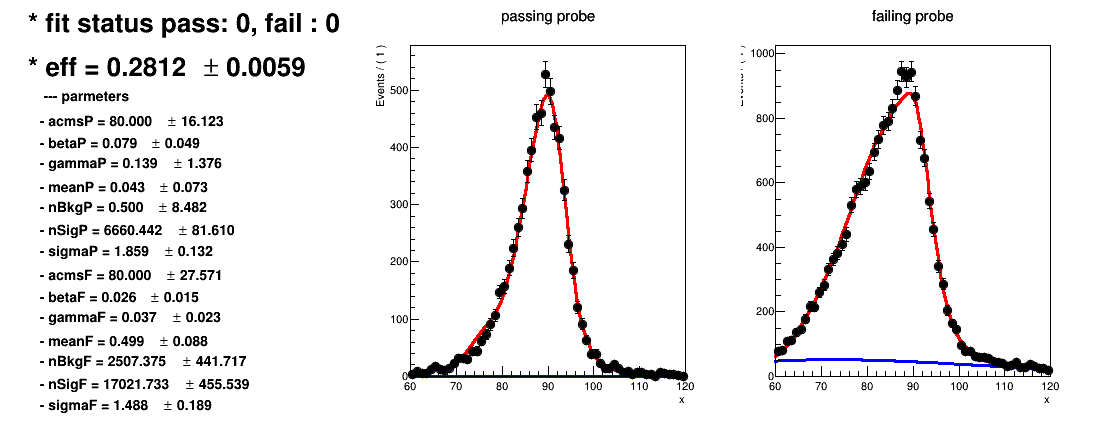 * fit status pass: 0, fail : 0
* eff = 0.2812 ± 0.0059
--- parmeters
- acmsP = 80.000 ± 16.123
- betaP = 0.079 ± 0.049
- gammaP = 0.139 ± 1.376
- meanP = 0.043 ± 0.073
- nBkgP = 0.500 ± 8.482
- nSigP = 6660.442 ± 81.610
- sigmaP = 1.859 ± 0.132
- acmsF = 80.000 ± 27.571
- betaF = 0.026 ± 0.015
- gammaF = 0.037 ± 0.023
- meanF = 0.499 ± 0.088
- nBkgF = 2507.375 ± 441.717
- nSigF = 17021.733 ± 455.539
- sigmaF = 1.488 ± 0.189
passing probe
Events / ( 1 )
500
400
300
200
100
0
60 70 80 90 100 110 120
x
failing probe
1000
800
600
400
200
0
60 70 80 90 100 110 120
x